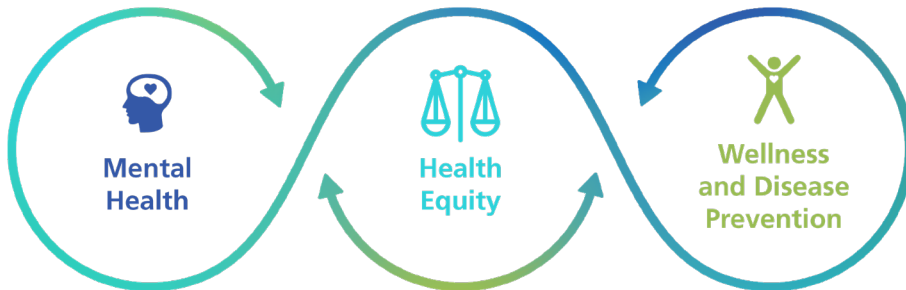 Mental
Health
Health
Equity
Wellness
and Disease
Prevention